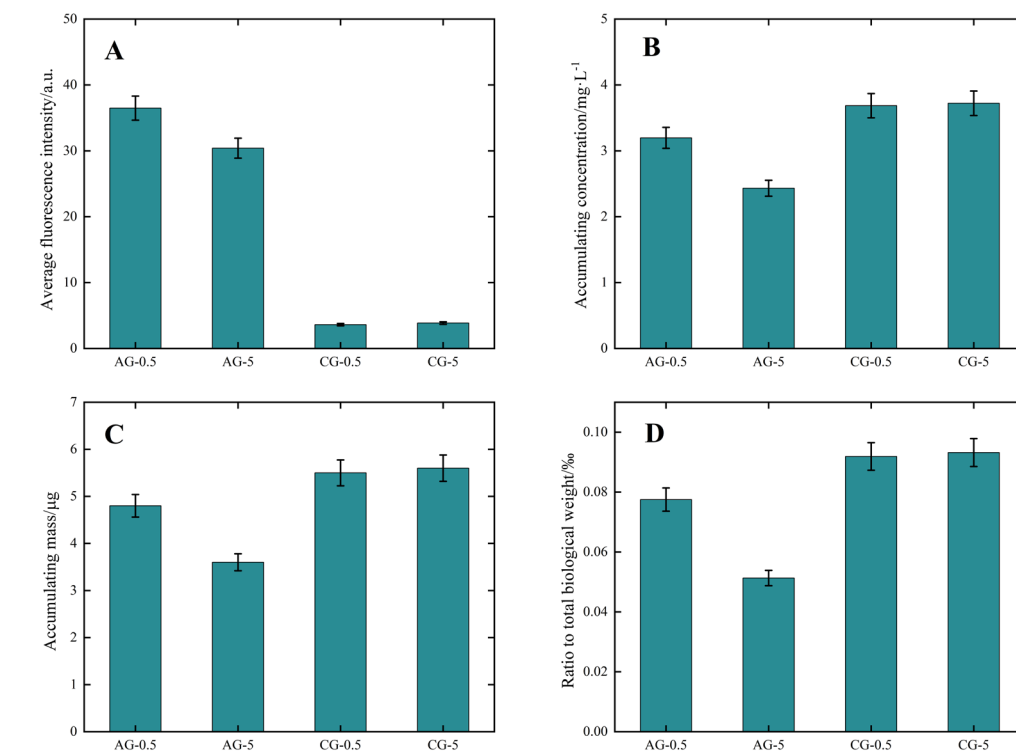 A
Average fluorescence intensity/a.u.
50
40
30
20
10
0
AG-0.5 AG-5 CG-0.5 CG-5
B
Accumulating concentration/mg·L⁻¹
5
4
3
2
1
0
AG-0.5 AG-5 CG-0.5 CG-5
C
Accumulating mass/μg
7
6
5
4
3
2
1
0
AG-0.5 AG-5 CG-0.5 CG-5
D
Ratio to total biological weight/‰
0.10
0.08
0.06
0.04
0.02
0.00
AG-0.5 AG-5 CG-0.5 CG-5